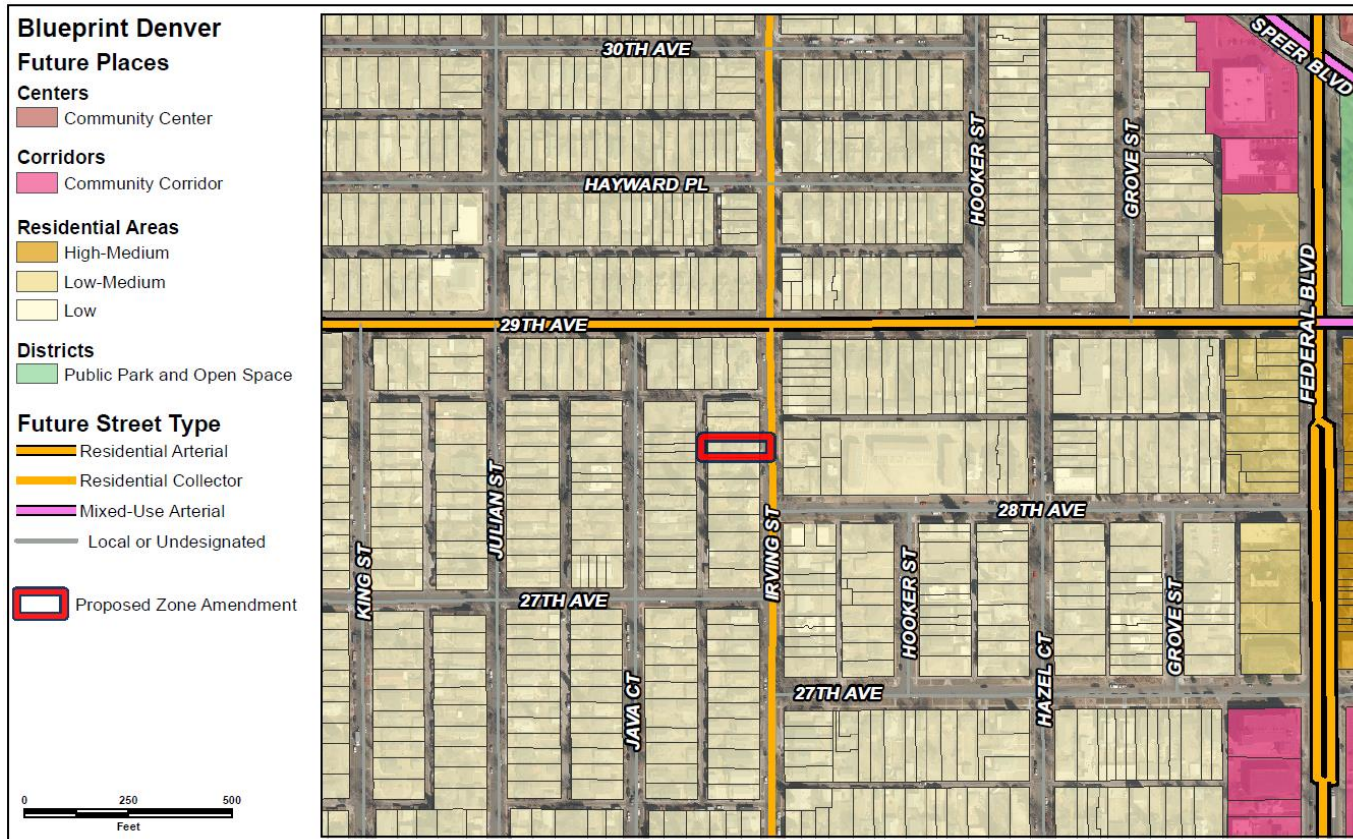 Blueprint Denver
Future Places
Centers
Community Center
Corridors
Community Corridor
Residential Areas
High-Medium
Low-Medium
Low
Districts
Public Park and Open Space
Future Street Type
Residential Arterial
Residential Collector
Mixed-Use Arterial
Local or Undesignated
Proposed Zone Amendment
0 250 500
Feet
30TH AVE
SPEER BLVD
HAYWARD PL
HOOKER ST
GROVE ST
29TH AVE
FEDERAL BLVD
KING ST
JULIAN ST
IRVING ST
28TH AVE
27TH AVE
HOOKER ST
GROVE ST
JAVA CT
27TH AVE
HAZEL CT